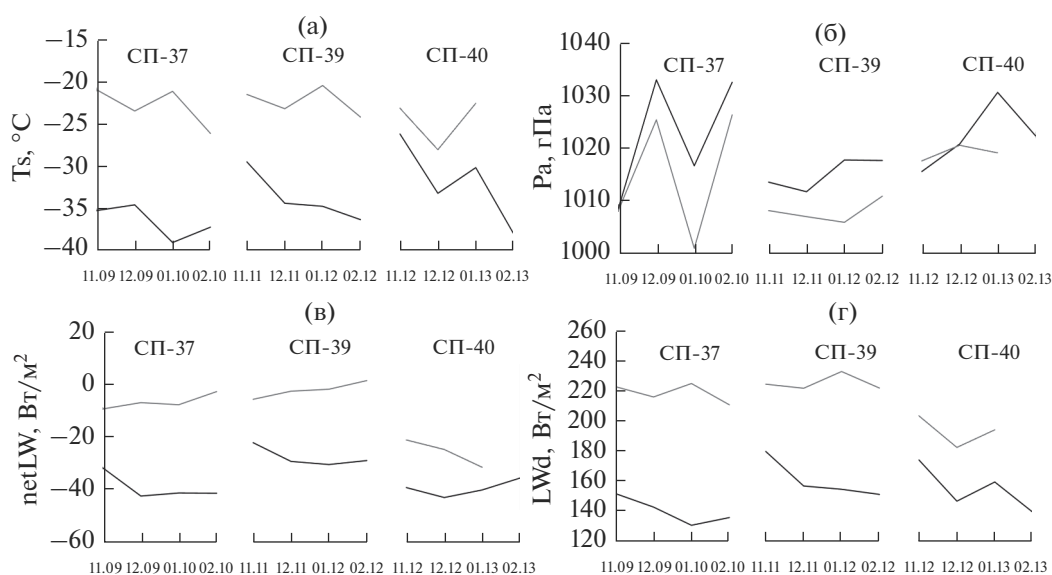 (а)
Ts, °C
−15
−20
−25
−30
−35
−40
СП-37
СП-39
СП-40
11.09 12.09 01.10 02.10
11.11 12.11 01.12 02.12
11.12 12.12 01.13 02.13
(б)
Pa, гПа
1040
1030
1020
1010
1000
СП-37
СП-39
СП-40
11.09 12.09 01.10 02.10
11.11 12.11 01.12 02.12
11.12 12.12 01.13 02.13
(в)
netLW, Вт/м²
20
0
−20
−40
−60
СП-37
СП-39
СП-40
11.09 12.09 01.10 02.10
11.11 12.11 01.12 02.12
11.12 12.12 01.13 02.13
(г)
LWd, Вт/м²
260
240
220
200
180
160
140
120
СП-37
СП-39
СП-40
11.09 12.09 01.10 02.10
11.11 12.11 01.12 02.12
11.12 12.12 01.13 02.13